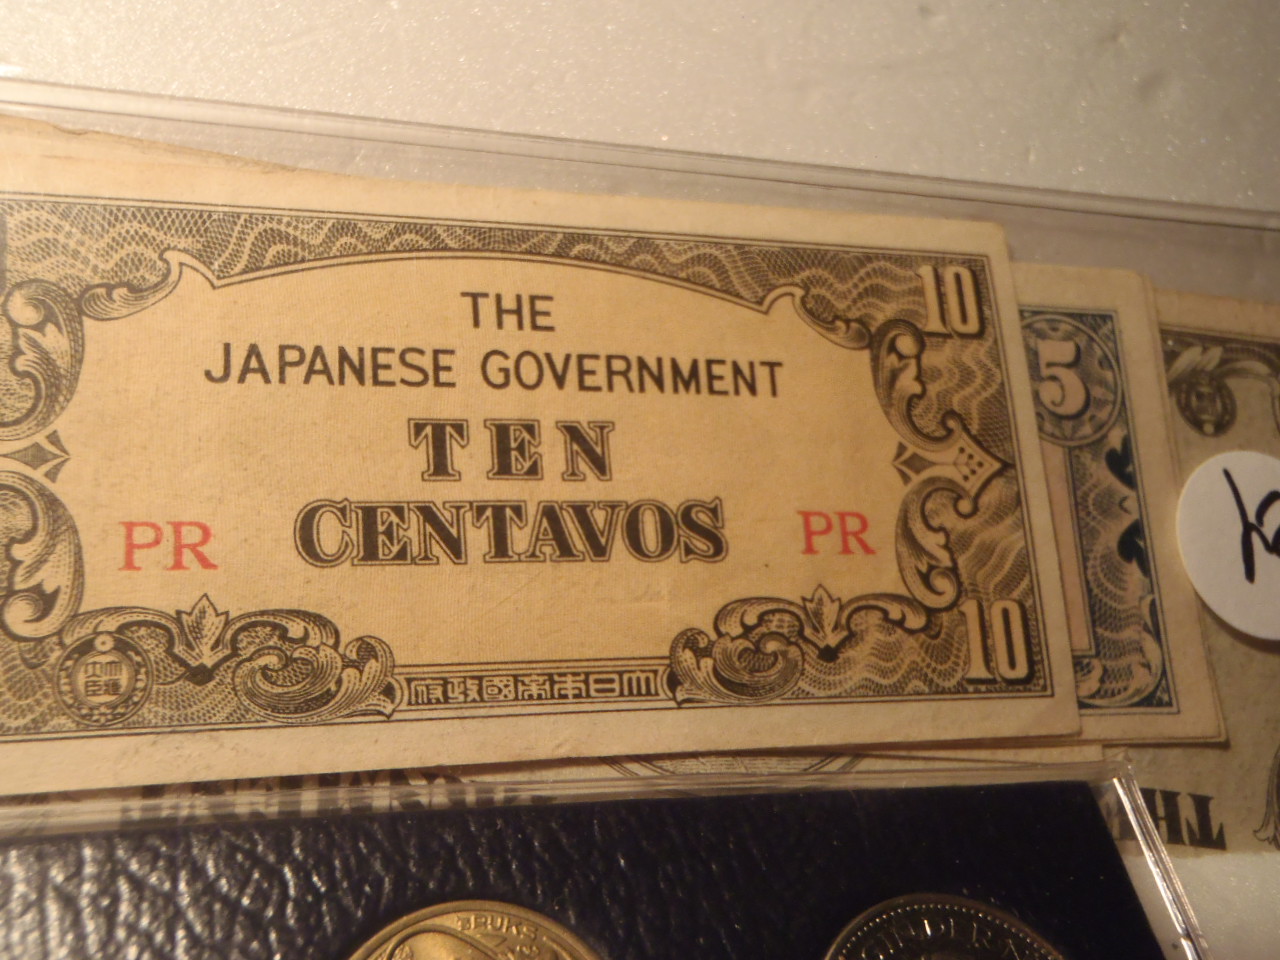 10
THE
JAPANESE GOVERNMENT
TEN
CENTAVOS
PR
PR
10
大日本帝國政府
5